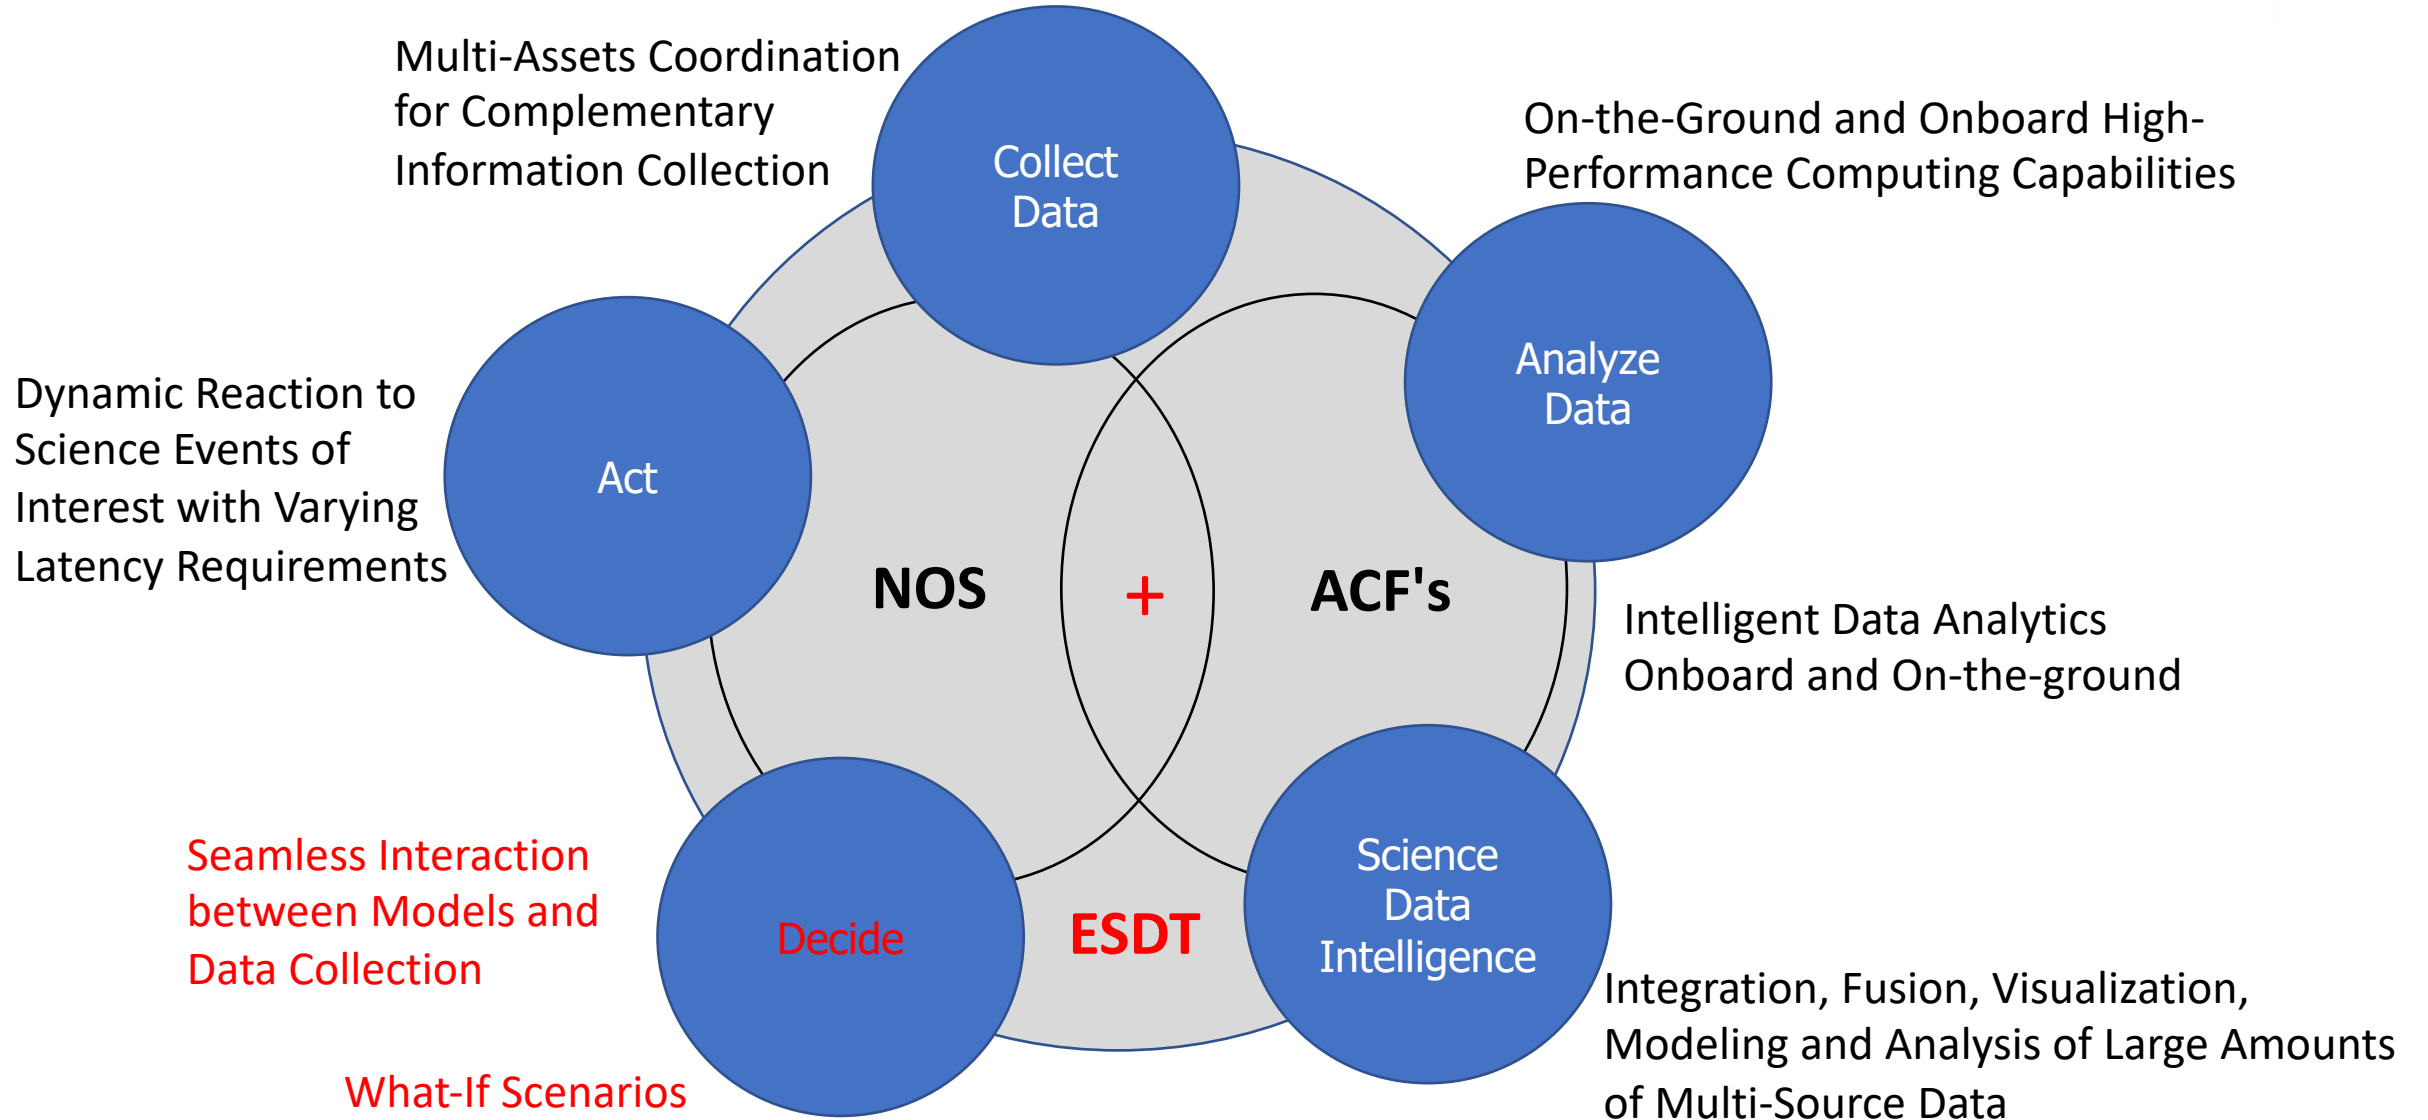 Multi-Assets Coordination
for Complementary
Information Collection
Collect
Data
On-the-Ground and Onboard High-
Performance Computing Capabilities
Analyze
Data
Dynamic Reaction to
Science Events of
Interest with Varying
Latency Requirements
Act
NOS
+
ACF's
Intelligent Data Analytics
Onboard and On-the-ground
Seamless Interaction
between Models and
Data Collection
Decide
ESDT
Science
Data
Intelligence
Integration, Fusion, Visualization,
Modeling and Analysis of Large Amounts
of Multi-Source Data
What-If Scenarios